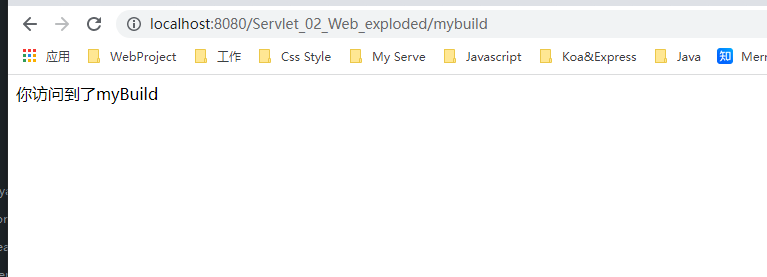 localhost:8080/Servlet_02_Web_exploded/mybuild
应用 WebProject 工作 Css Style My Serve Javascript Koa&Express Java 知
你访问到了myBuild